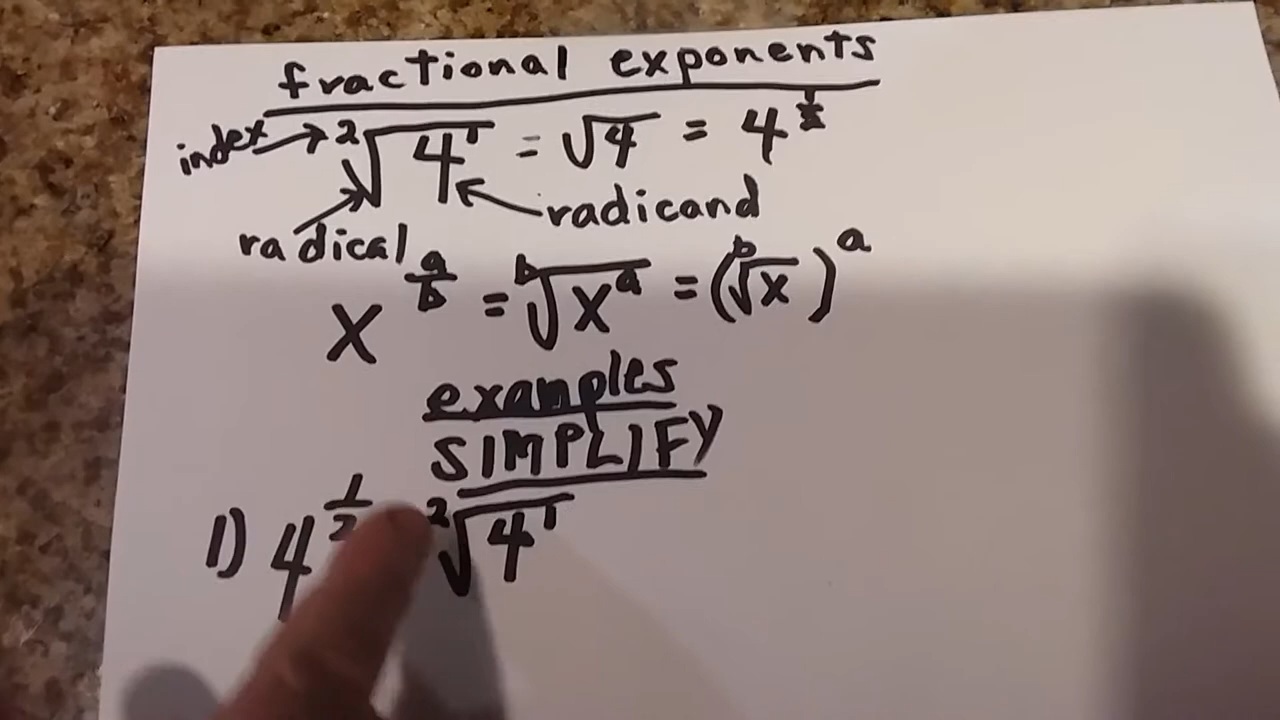 fractional exponents
index → ²√4¹ = √4 = 4^½
radical radicand
x^(a/b) = ᵇ√xᵃ = (ᵇ√x)ᵃ
examples
SIMPLIFY
1) 4^(1/2) ²√4¹